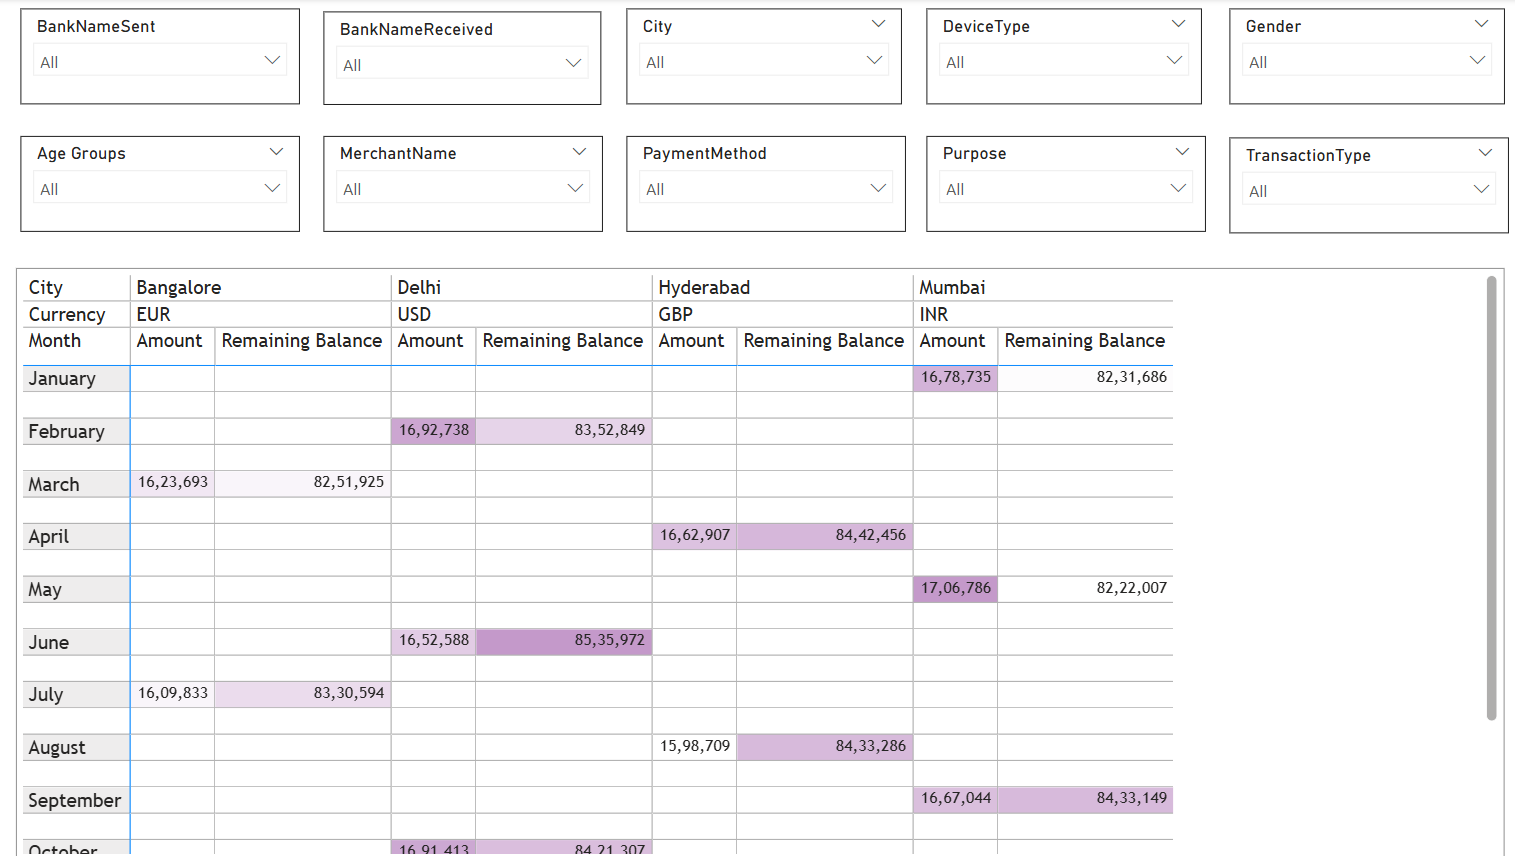 BankNameSent
All
BankNameReceived
All
City
All
DeviceType
All
Gender
All
Age Groups
All
MerchantName
All
PaymentMethod
All
Purpose
All
TransactionType
All
City Bangalore Delhi Hyderabad Mumbai
Currency EUR USD GBP INR
Month Amount Remaining Balance Amount Remaining Balance Amount Remaining Balance Amount Remaining Balance
January 16,78,735 82,31,686
February 16,92,738 83,52,849
March 16,23,693 82,51,925
April 16,62,907 84,42,456
May 17,06,786 82,22,007
June 16,52,588 85,35,972
July 16,09,833 83,30,594
August 15,98,709 84,33,286
September 16,67,044 84,33,149
October 16,91,413 84,21,307